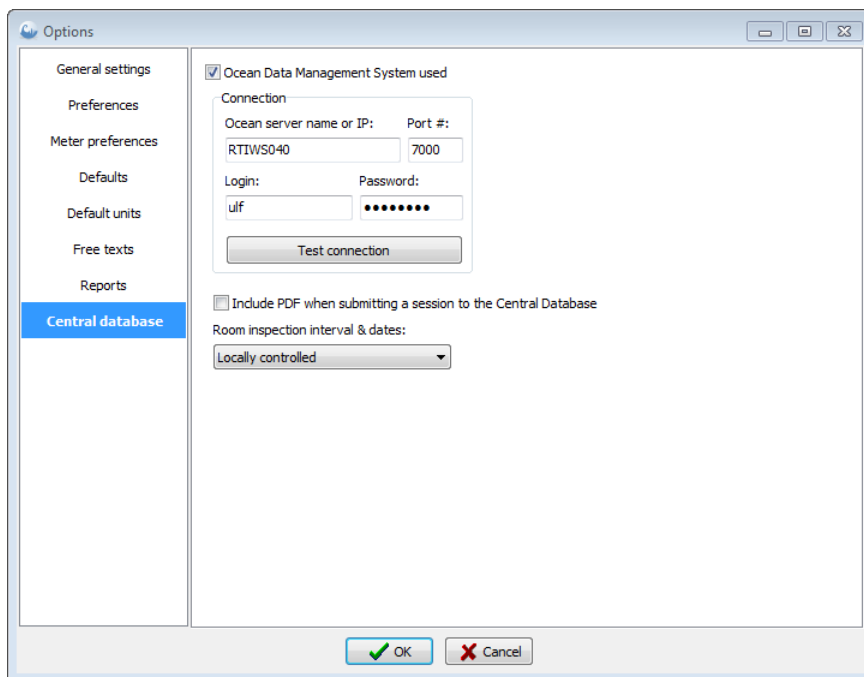 Options
General settings
Preferences
Meter preferences
Defaults
Default units
Free texts
Reports
Central database
Ocean Data Management System used
Connection
Ocean server name or IP: Port #:
RTIWS040 7000
Login: Password:
ulf ••••••••
Test connection
Include PDF when submitting a session to the Central Database
Room inspection interval & dates:
Locally controlled
OK Cancel